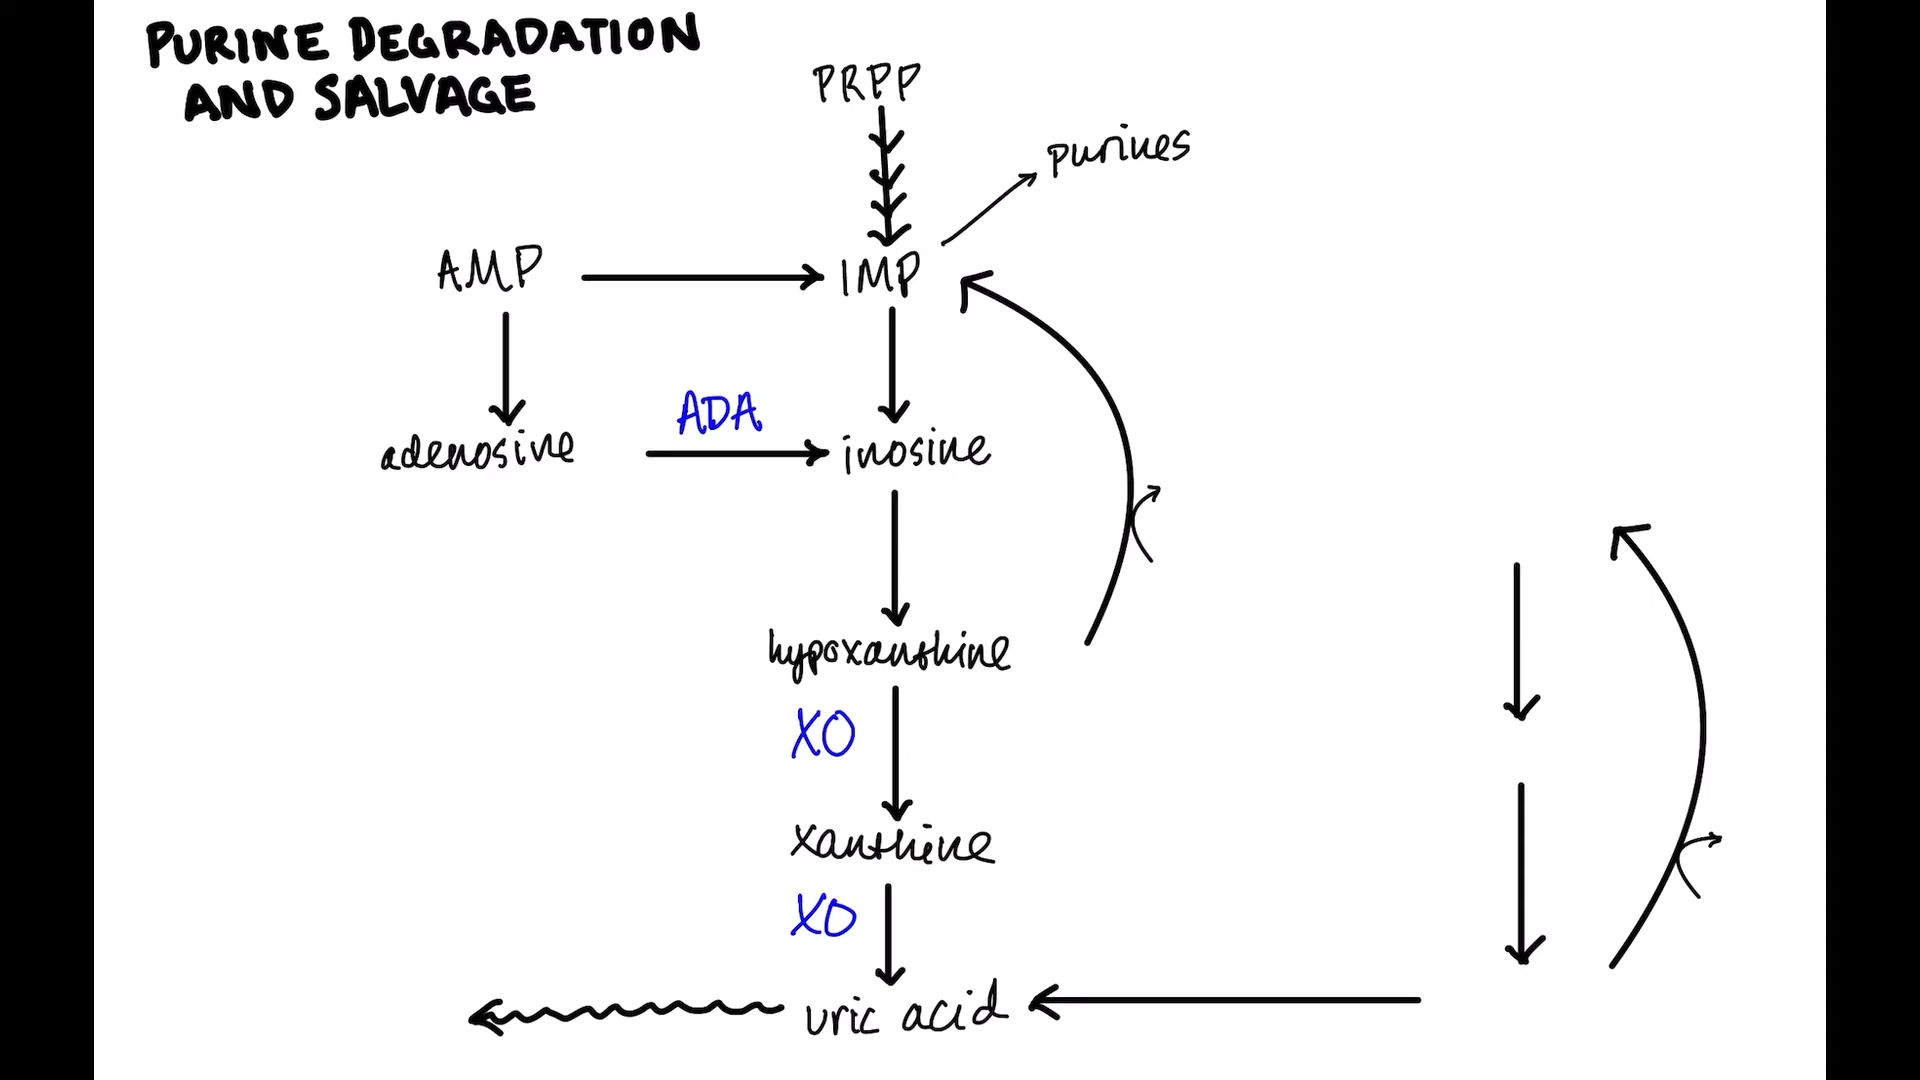 PURINE DEGRADATION
AND SALVAGE
PRPP
purines
AMP
IMP
ADA
adenosine
inosine
hypoxanthine
XO
xanthine
XO
uric acid